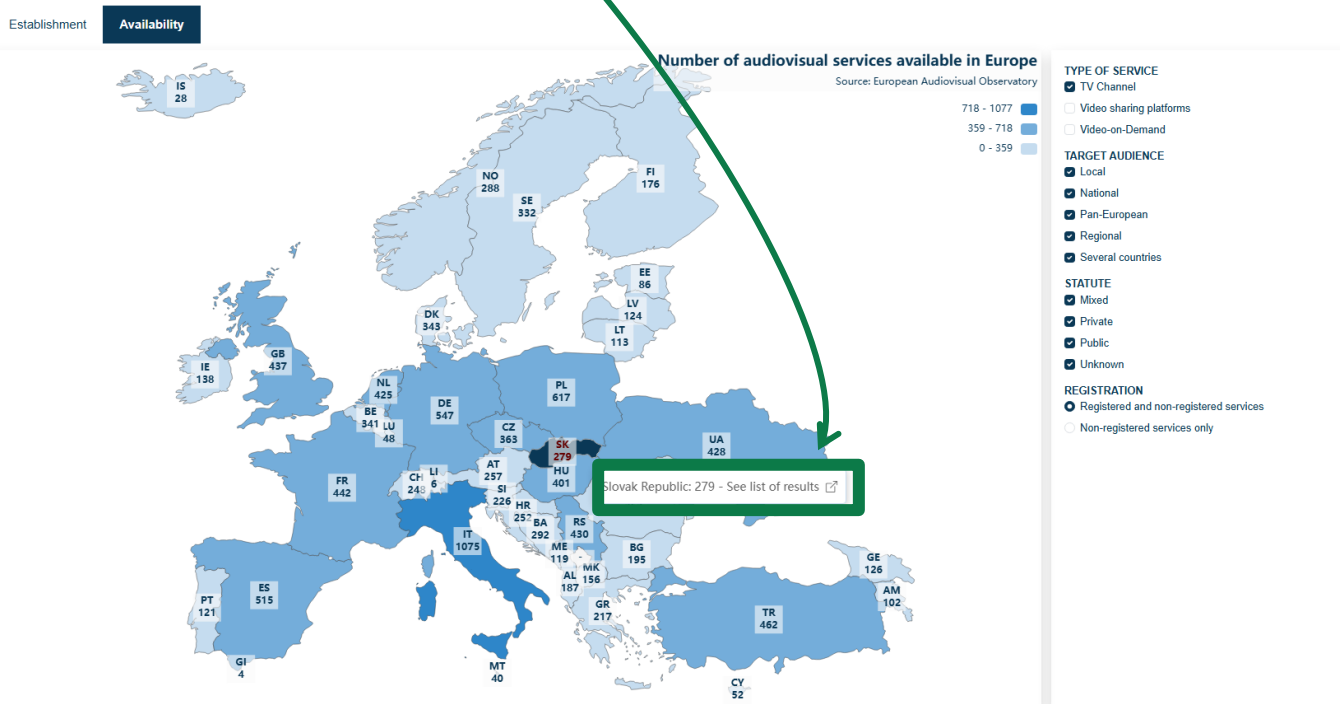 Establishment
Availability
Number of audiovisual services available in Europe
Source: European Audiovisual Observatory
718 - 1077
359 - 718
0 - 359
IS
28
NO
288
SE
332
FI
176
EE
86
LV
124
LT
113
DK
343
IE
138
GB
437
NL
425
BE
341
LU
48
DE
547
PL
617
CZ
363
SK
279
UA
428
AT
257
HU
401
Slovak Republic: 279 - See list of results
FR
442
CH
248
LI
6
SI
226
HR
252
BA
292
RS
430
IT
1075
ME
119
-
MK
156
BG
195
AL
187
GR
217
GE
126
AM
102
TR
462
PT
121
ES
515
GI
4
MT
40
CY
52
TYPE OF SERVICE
TV Channel
Video sharing platforms
Video-on-Demand
TARGET AUDIENCE
Local
National
Pan-European
Regional
Several countries
STATUTE
Mixed
Private
Public
Unknown
REGISTRATION
Registered and non-registered services
Non-registered services only